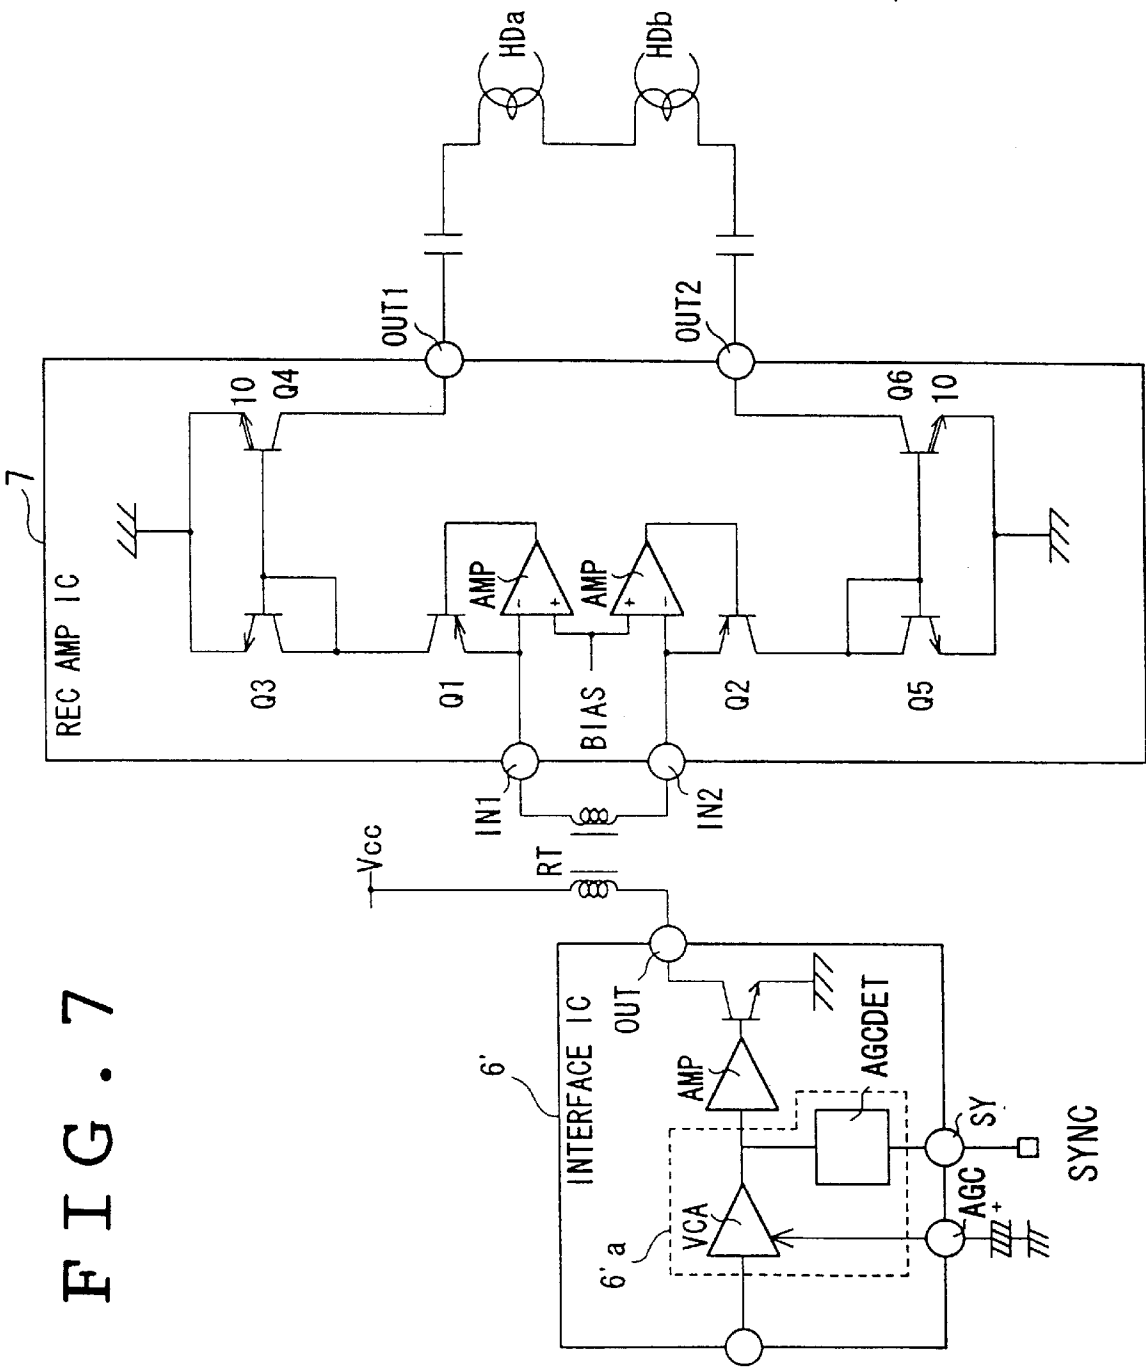 FIG. 7
6'
INTERFACE IC
6'a
VCA
AMP
AGCDET
OUT
AGC
+
SY
SYNC
Vcc
RT
7
REC AMP IC
IN1
IN2
BIAS
Q3
Q1
Q2
Q5
AMP
-
+
AMP
+
-
10
Q4
Q6
10
OUT1
OUT2
HDa
HDb